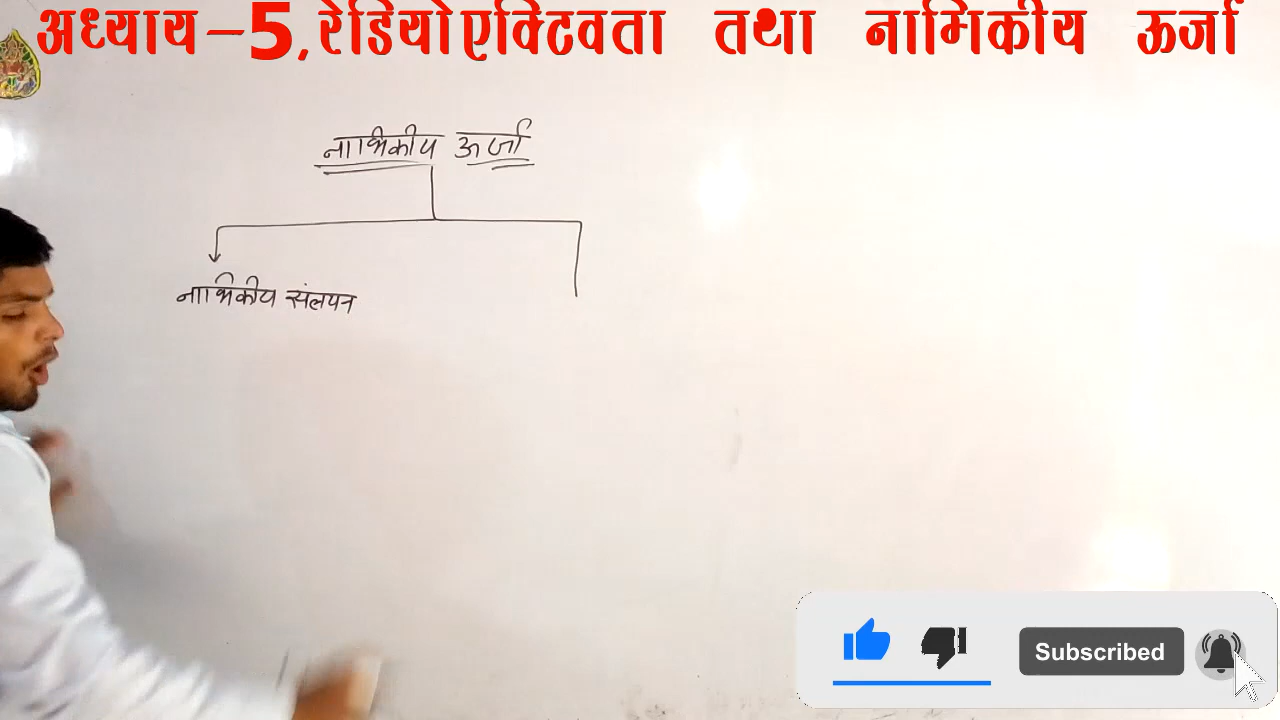 अध्याय-5,रेडियोएक्टिवता तथा नाभिकीय ऊर्जा
नाभिकीय ऊर्जा
नाभिकीय संलयन
Subscribed